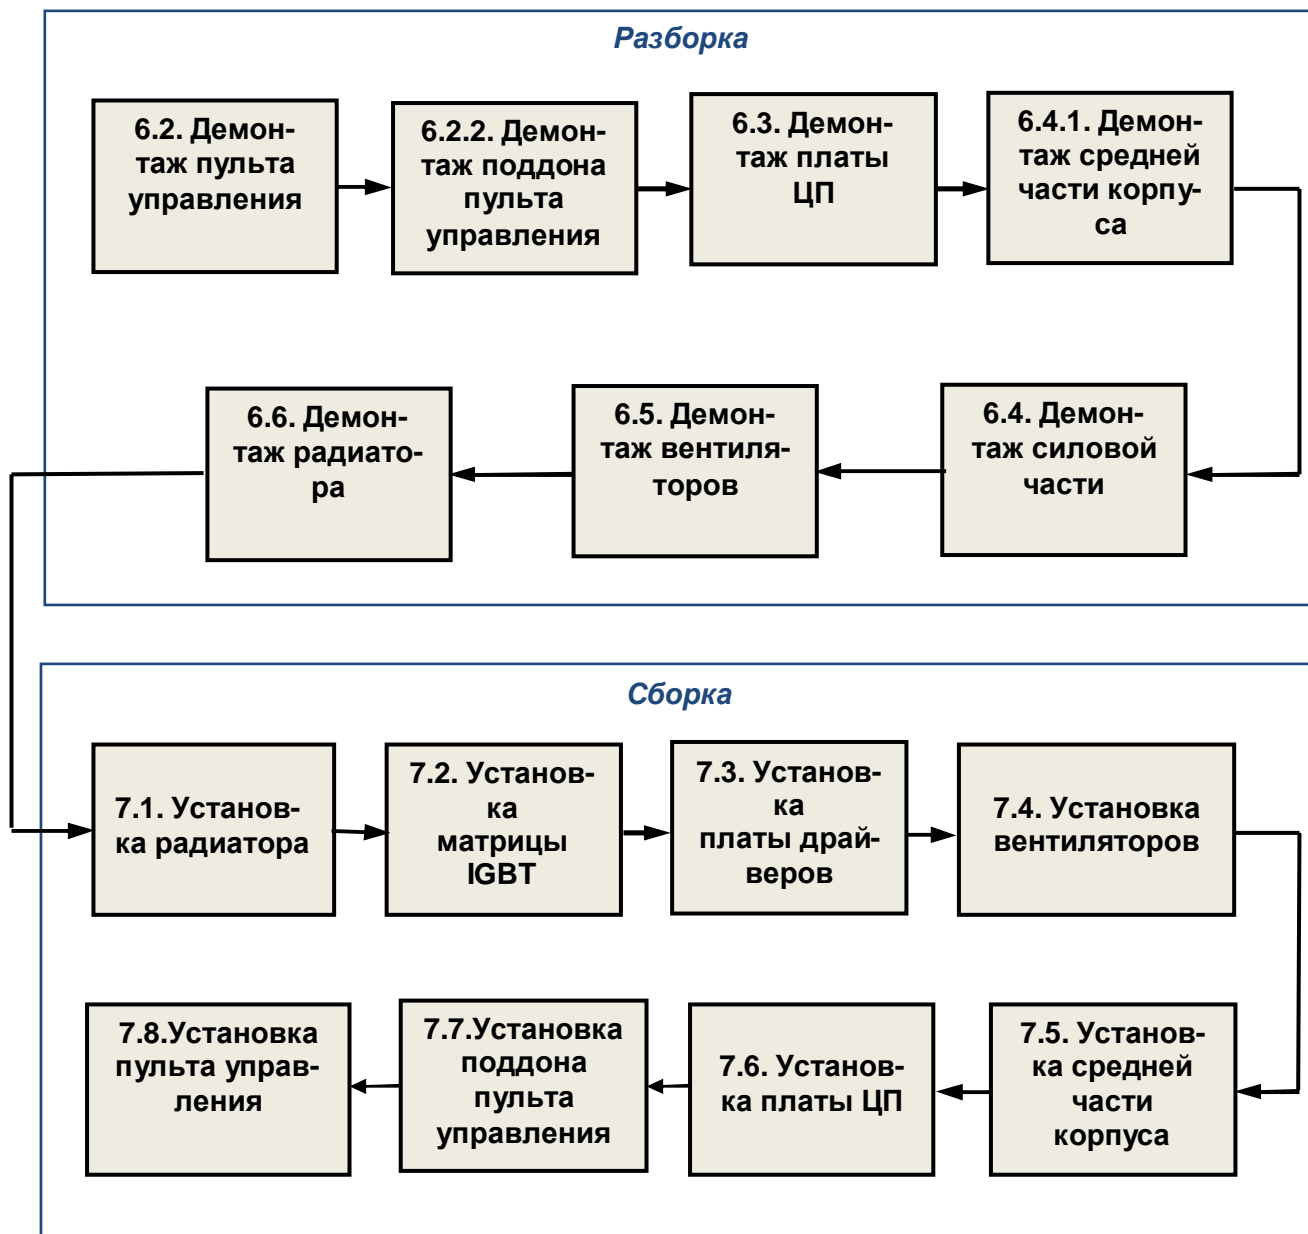 Разборка
6.2. Демон-
таж пульта
управления
6.2.2. Демон-
таж поддона
пульта
управления
6.3. Демон-
таж платы
ЦП
6.4.1. Демон-
таж средней
части корпу-
са
6.4. Демон-
таж силовой
части
6.5. Демон-
таж вентиля-
торов
6.6. Демон-
таж радиато-
ра
Сборка
7.1. Установ-
ка радиатора
7.2. Установ-
ка
матрицы
IGBT
7.3. Установ-
ка
платы драй-
веров
7.4. Установка
вентиляторов
7.5. Установ-
ка средней
части
корпуса
7.6. Установ-
ка платы ЦП
7.7.Установка
поддона
пульта
управления
7.8.Установка
пульта управ-
ления